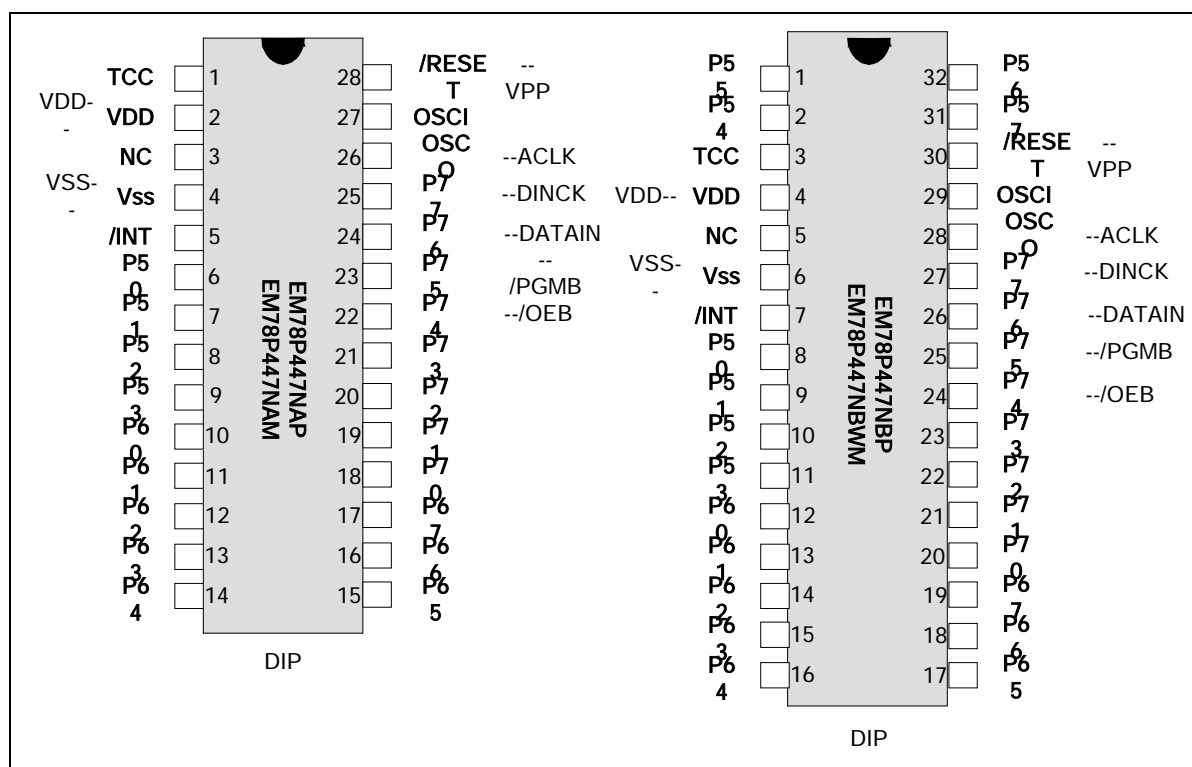 TCC 1 28 /RESET --VPP
VDD-- VDD 2 27 OSCI
NC 3 26 OSCO --ACLK
VSS-- Vss 4 25 P77 --DINCK
/INT 5 24 P76 --DATAIN
P50 6 23 P75 --/PGMB
P51 7 22 P74 --/OEB
P52 8 21 P73
P53 9 20 P72
P60 10 19 P71
P61 11 18 P70
P62 12 17 P67
P63 13 16 P66
P64 14 15 P65
EM78P447NAP
EM78P447NAM
DIP
P55 1 32 P56
P54 2 31 P57
TCC 3 30 /RESET --VPP
VDD-- VDD 4 29 OSCI
NC 5 28 OSCO --ACLK
VSS-- Vss 6 27 P77 --DINCK
/INT 7 26 P76 --DATAIN
P50 8 25 P75 --/PGMB
P51 9 24 P74 --/OEB
P52 10 23 P73
P53 11 22 P72
P60 12 21 P71
P61 13 20 P70
P62 14 19 P67
P63 15 18 P66
P64 16 17 P65
EM78P447NBP
EM78P447NBWM
DIP